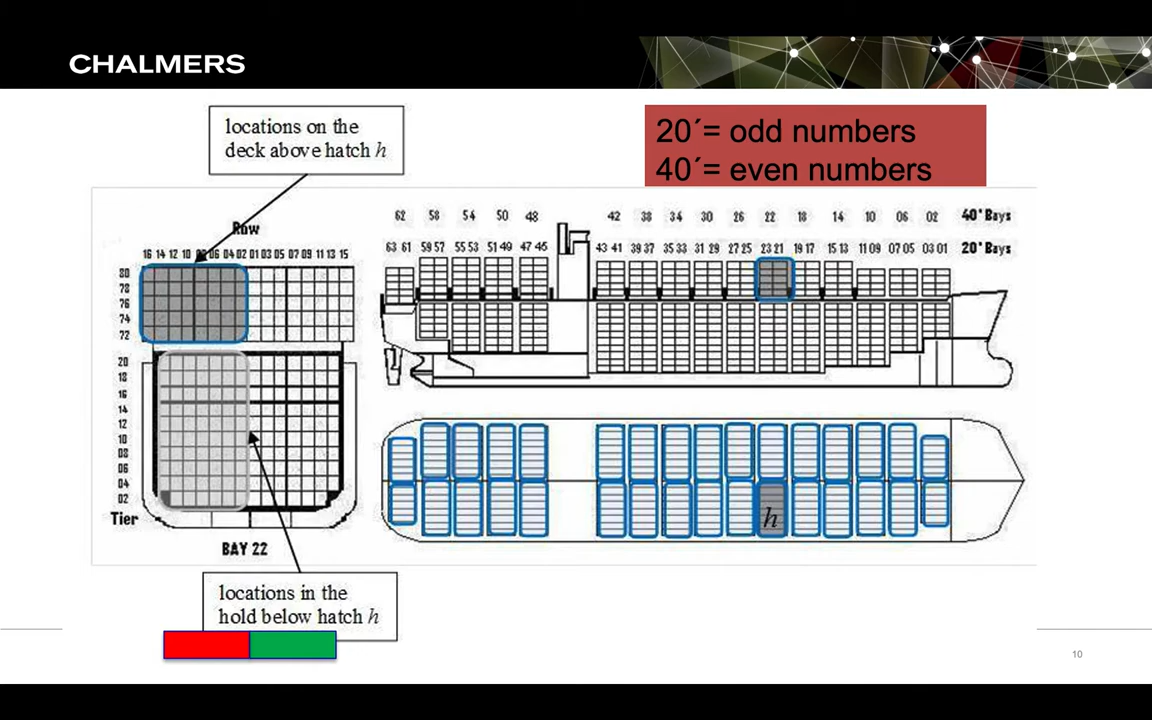 CHALMERS
locations on the
deck above hatch h
20´= odd numbers
40´= even numbers
Row
16 14 12 10 06 04 02 01 03 05 07 09 11 13 15
80
78
76
74
72
20
18
16
14
12
10
08
06
04
02
Tier
BAY 22
62 58 54 50 48 42 38 34 30 26 22 18 14 10 06 02 40' Bays
63 61 59 57 55 53 51 49 47 45 43 41 39 37 35 33 31 29 27 25 23 21 19 17 15 13 11 09 07 05 03 01 20' Bays
h
locations in the
hold below hatch h
10